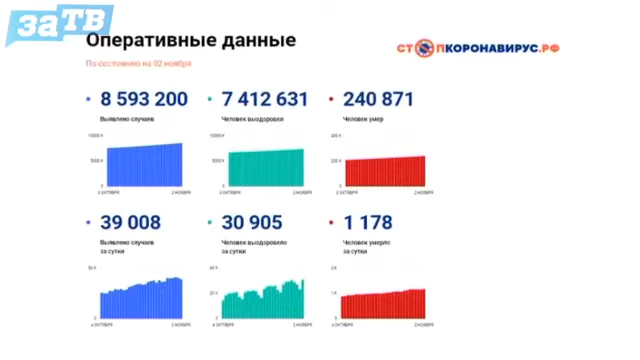 заТВ
Оперативные данные
По состоянию на 02 ноября
СТОПКОРОНАВИРУС.РФ
8 593 200
7 412 631
240 871
Выявлено случаев
Человек выздоровел
Человек умер
39 008
30 905
1 178
Выявлено случаев
за сутки
Человек выздоровело
за сутки
Человек умерло
за сутки